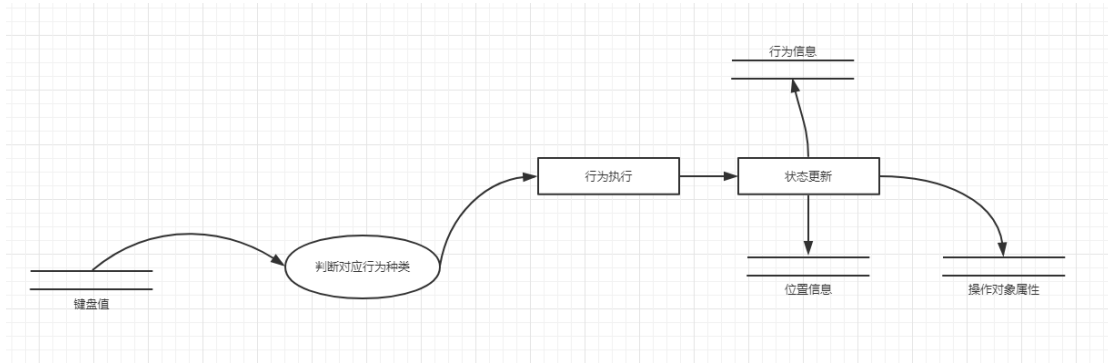 行为信息
行为执行
状态更新
判断对应行为种类
键盘值
位置信息
操作对象属性